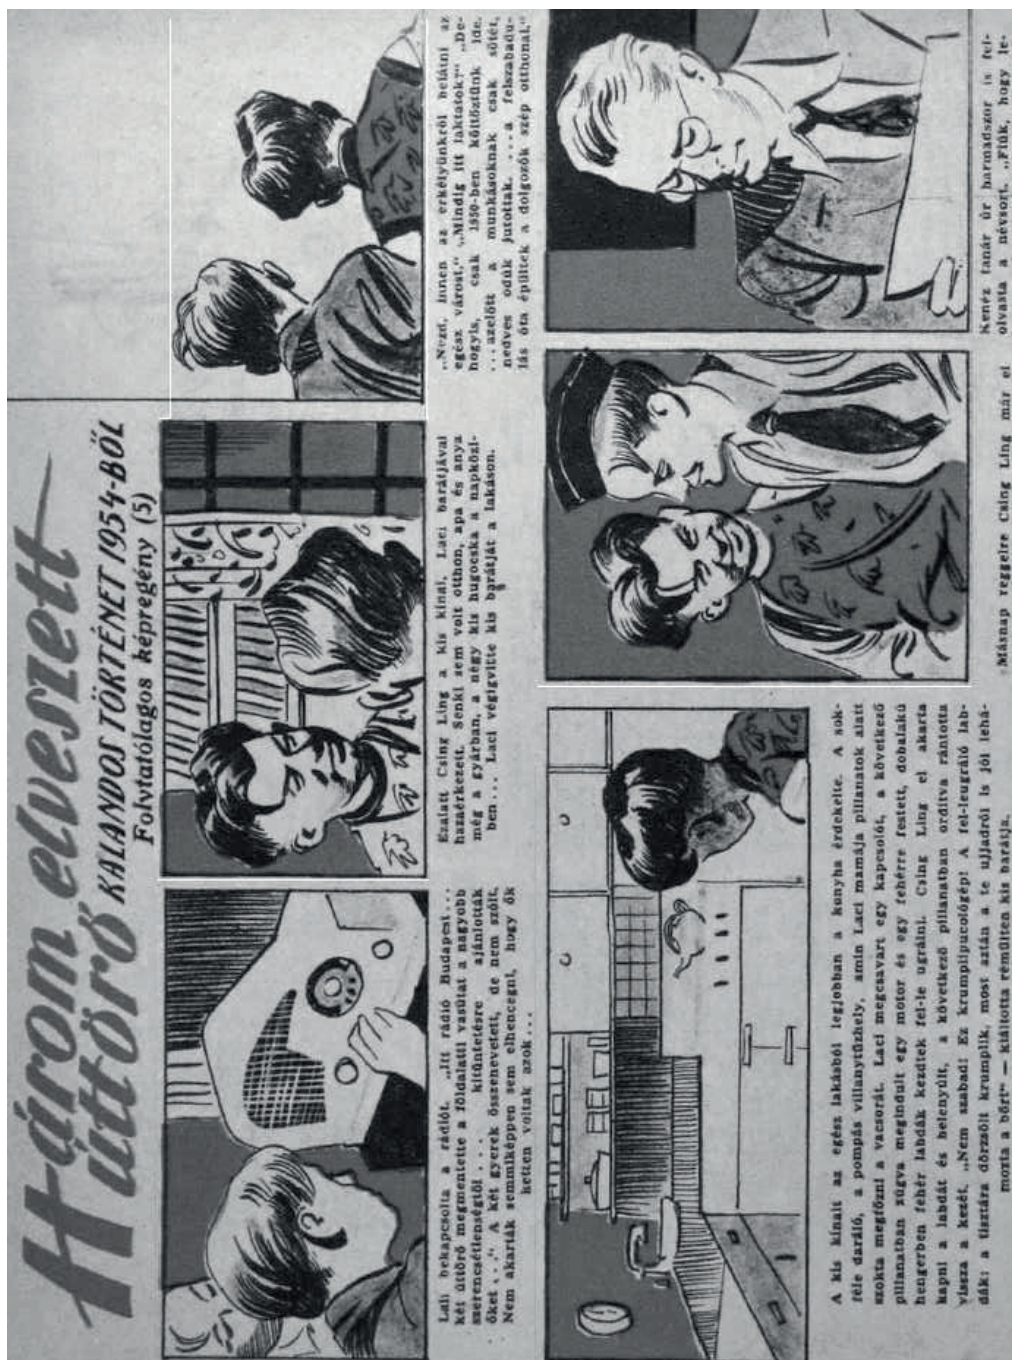 Három elveszett
úttörő KALANDOS TÖRTÉNET 1954-BŐL
Folytatólagos képregény (5)
Lali bekapcsolta a rádiót. „Itt rádió Budapest...
két úttörő megmentette a földalatti vasútat a nagyobb
szerencsétlenségtől... kitüntetésre ajánlották
őket..." A két gyerek összenevetett, de nem szólt.
Nem akarták semmiképpen sem elhencegni, hogy ők
ketten voltak azok...
Ezalatt Csing Ling a kis kínai, Laci barátjával
hazaérkezett. Senki sem volt otthon, apa és anya
még a gyárban, a négy kis hugocska a napközi-
ben... Laci végigvitte kis barátját a lakáson.
„Nézd, innen az erkélyünkről belátni az
egész várost." „Mindig itt laktatok?" „De-
hogyis, csak 1950-ben költöztünk ide.
...azelőtt a munkásoknak csak sötét,
nedves odúk jutottak. ...a felszabadu-
lás óta épültek a dolgozók szép otthonai."
A kis kínait az egész lakásból legjobban a konyha érdekelte. A sok-
féle daráló, a pompás villanytűzhely, amin Laci mamája pillanatok alatt
szokta megfőzni a vacsorát. Laci megcsavart egy kapcsolót, a következő
pillanatban zúgva megindult egy motor és egy fehérre festett, dobalakú
hengerben fehér labdák kezdtek fel-le ugrálni. Csing Ling el akarta
kapni a labdát és belenyúlt, a következő pillanatban ordítva rántotta
vissza a kezét. „Nem szabad! Ez krumplipucológép! A fel-leugráló lab-
dák: a tisztára dörzsölt krumplik, most aztán a te ujjadról is jól lehá-
mozta a bőrt" — kiáltotta rémülten kis barátja.
Másnap reggelre Csing Ling már el
Kenéz tanár úr harmadszor is fel-
olvasta a névsort. „Fiúk, hogy le-